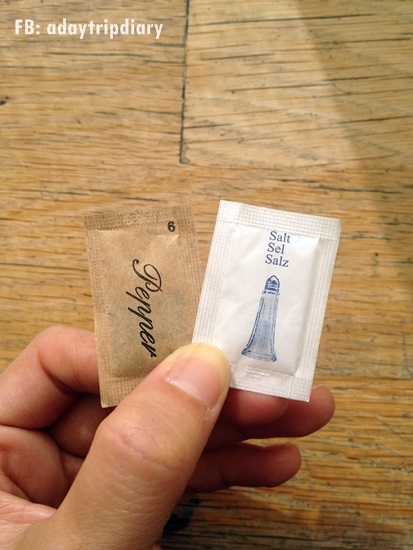 FB: adaytripdiary
6
Pepper
Salt
Sel
Salz